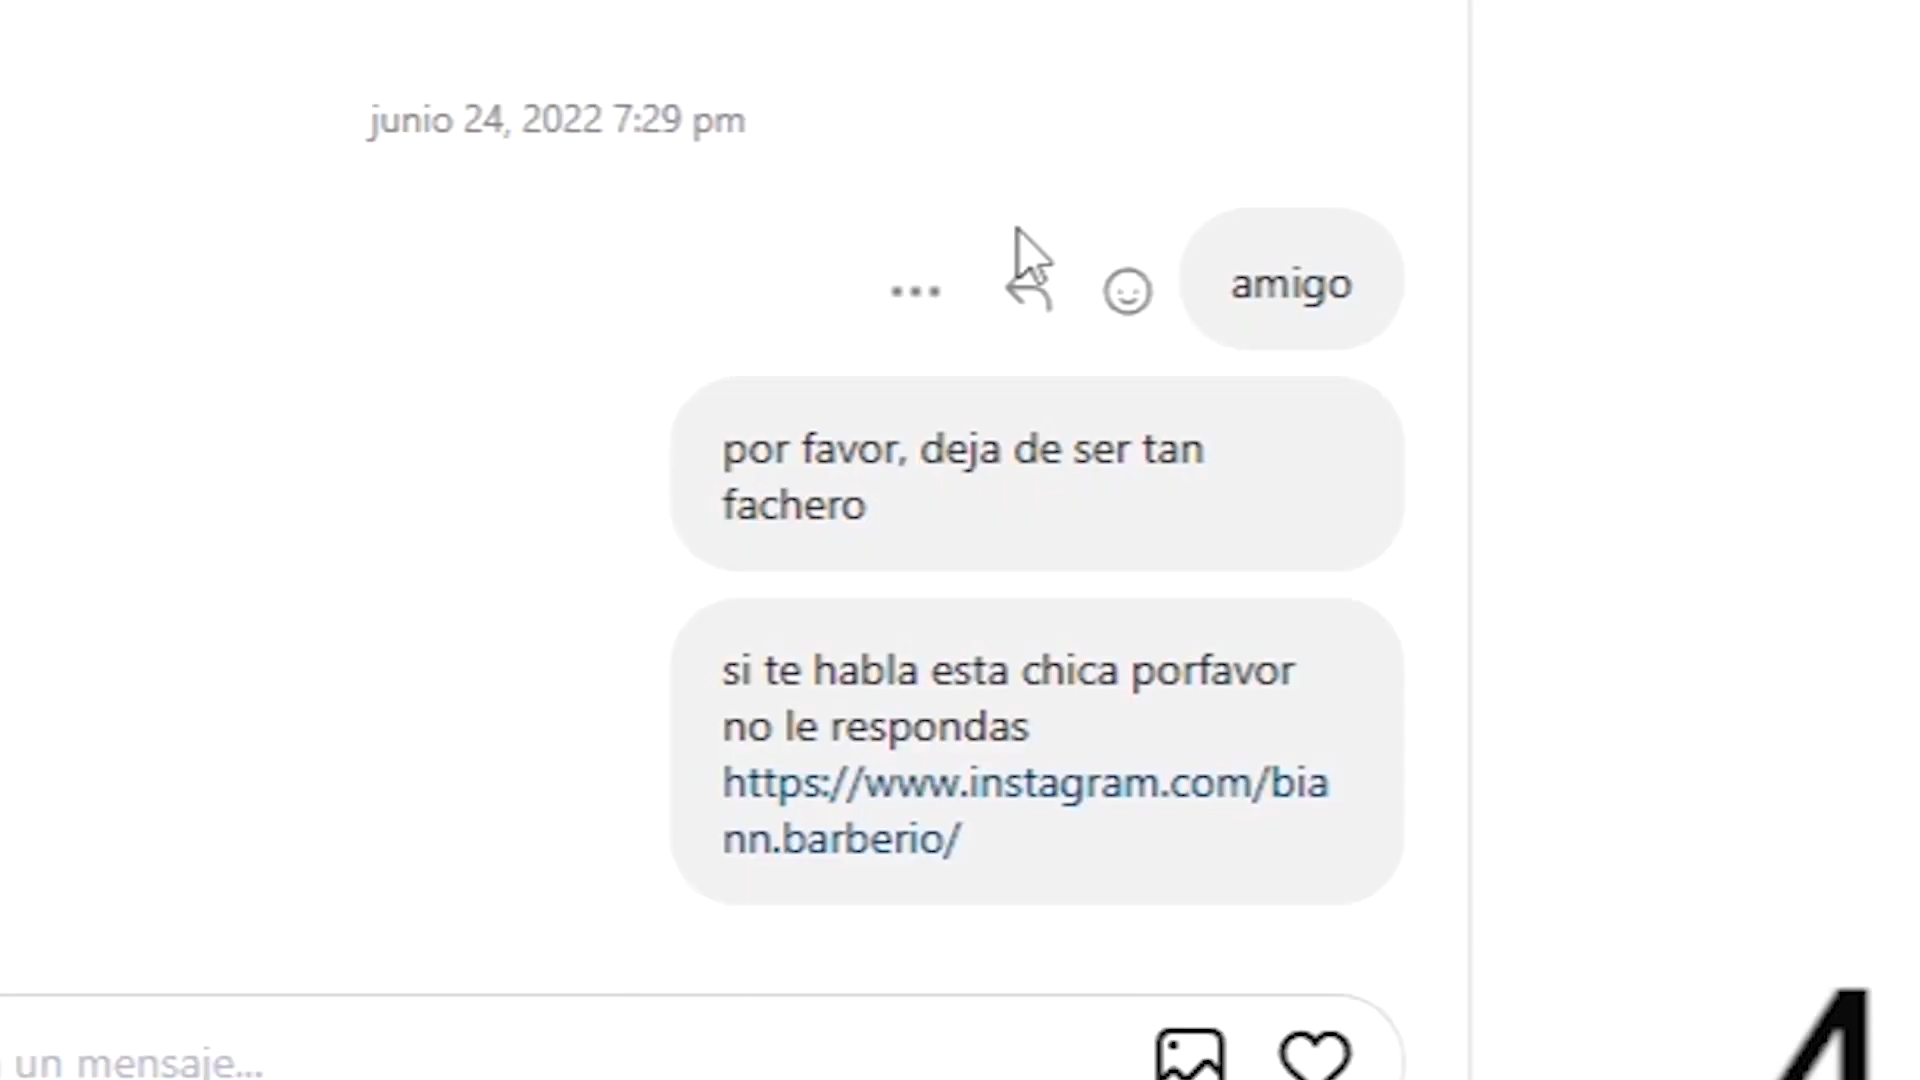 junio 24, 2022 7:29 pm
amigo
por favor, deja de ser tan
fachero
si te habla esta chica porfavor
no le respondas
https://www.instagram.com/bia
nn.barberio/
un mensaje...
4